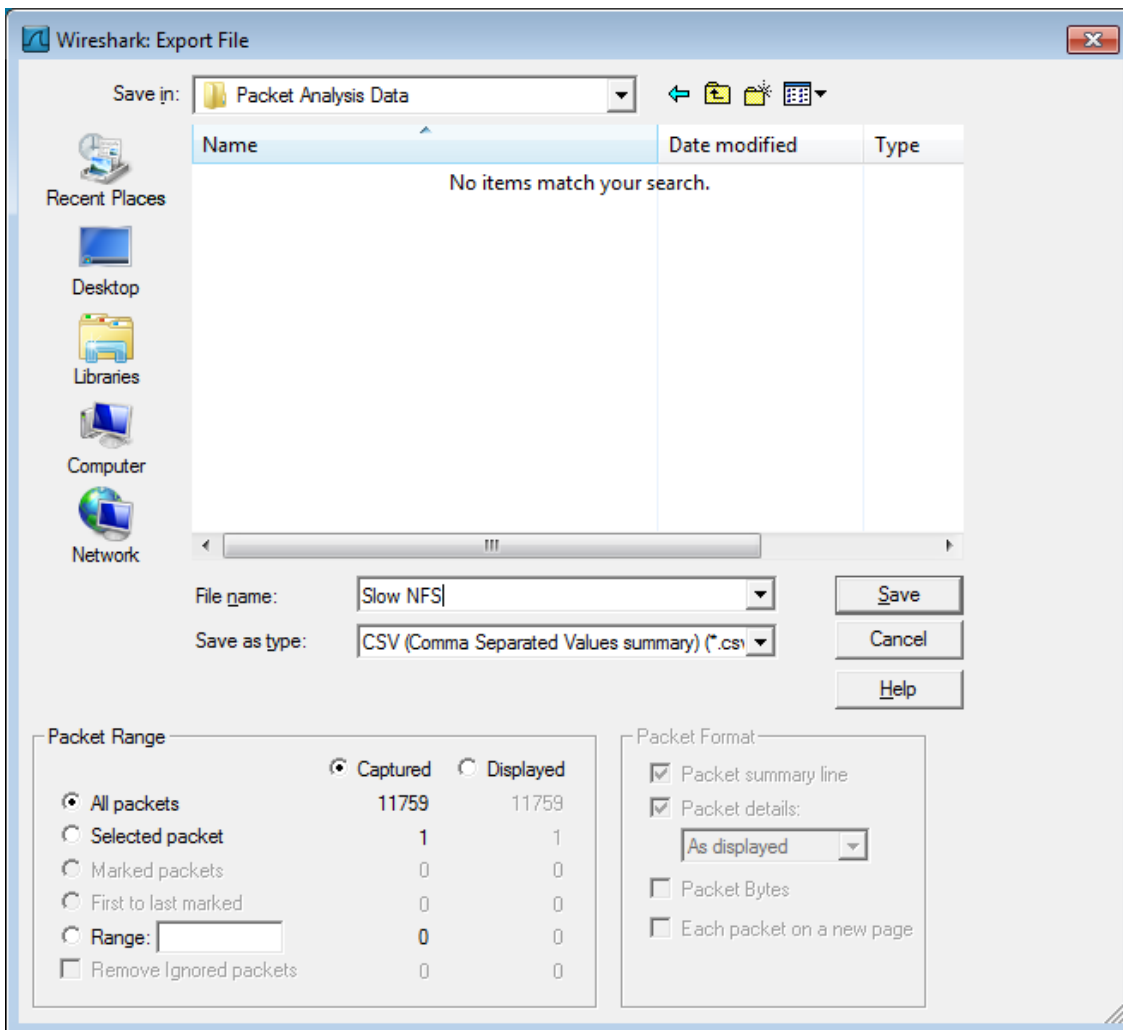 Wireshark: Export File
Save in: Packet Analysis Data
Name Date modified Type
No items match your search.
Recent Places
Desktop
Libraries
Computer
Network
File name: Slow NFS Save
Save as type: CSV (Comma Separated Values summary) (*.csv Cancel
Help
Packet Range
Captured Displayed
All packets 11759 11759
Selected packet 1 1
Marked packets 0 0
First to last marked 0 0
Range: 0 0
Remove Ignored packets 0 0
Packet Format
Packet summary line
Packet details:
As displayed
Packet Bytes
Each packet on a new page